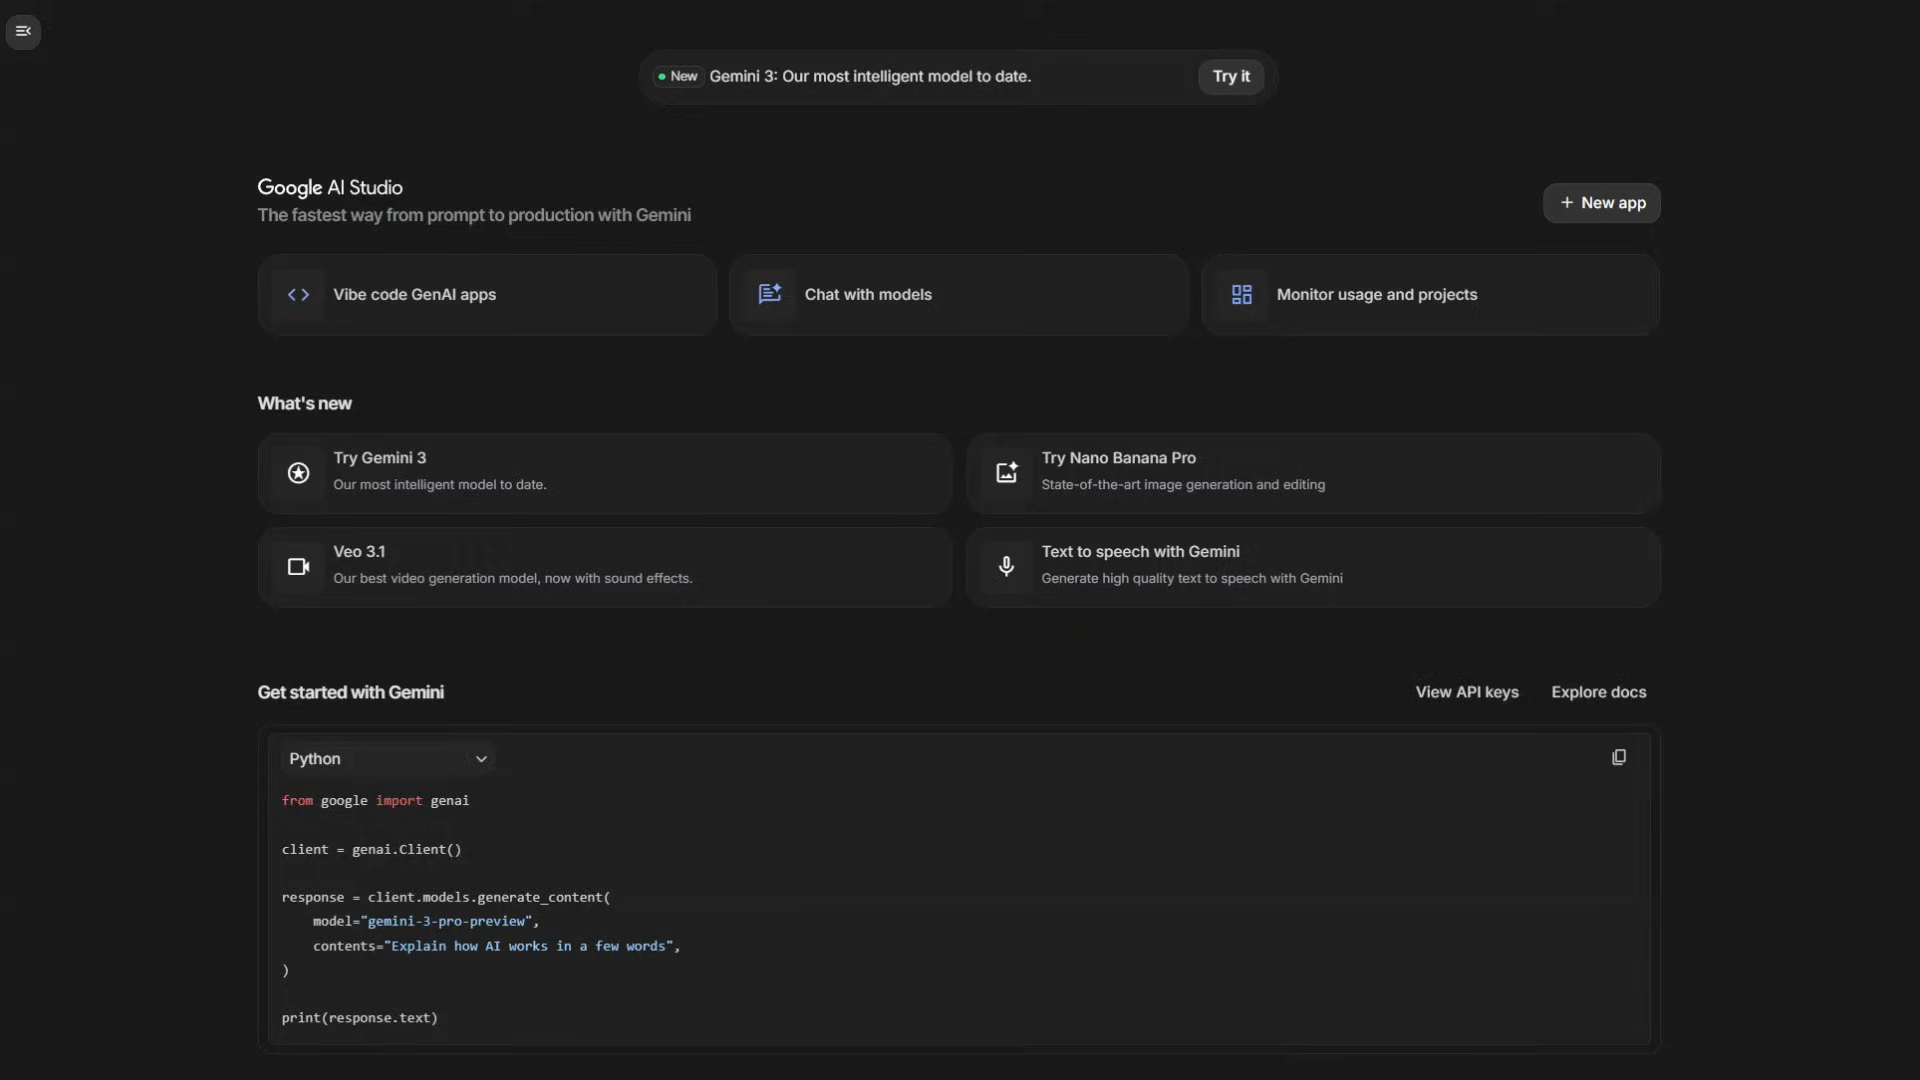 New Gemini 3: Our most intelligent model to date. Try it
Google AI Studio
The fastest way from prompt to production with Gemini
+ New app
<> Vibe code GenAI apps
Chat with models
Monitor usage and projects
What's new
Try Gemini 3
Our most intelligent model to date.
Try Nano Banana Pro
State-of-the-art image generation and editing
Veo 3.1
Our best video generation model, now with sound effects.
Text to speech with Gemini
Generate high quality text to speech with Gemini
Get started with Gemini
View API keys
Explore docs
Python
from google import genai
client = genai.Client()
response = client.models.generate_content(
    model="gemini-3-pro-preview",
    contents="Explain how AI works in a few words",
)
print(response.text)